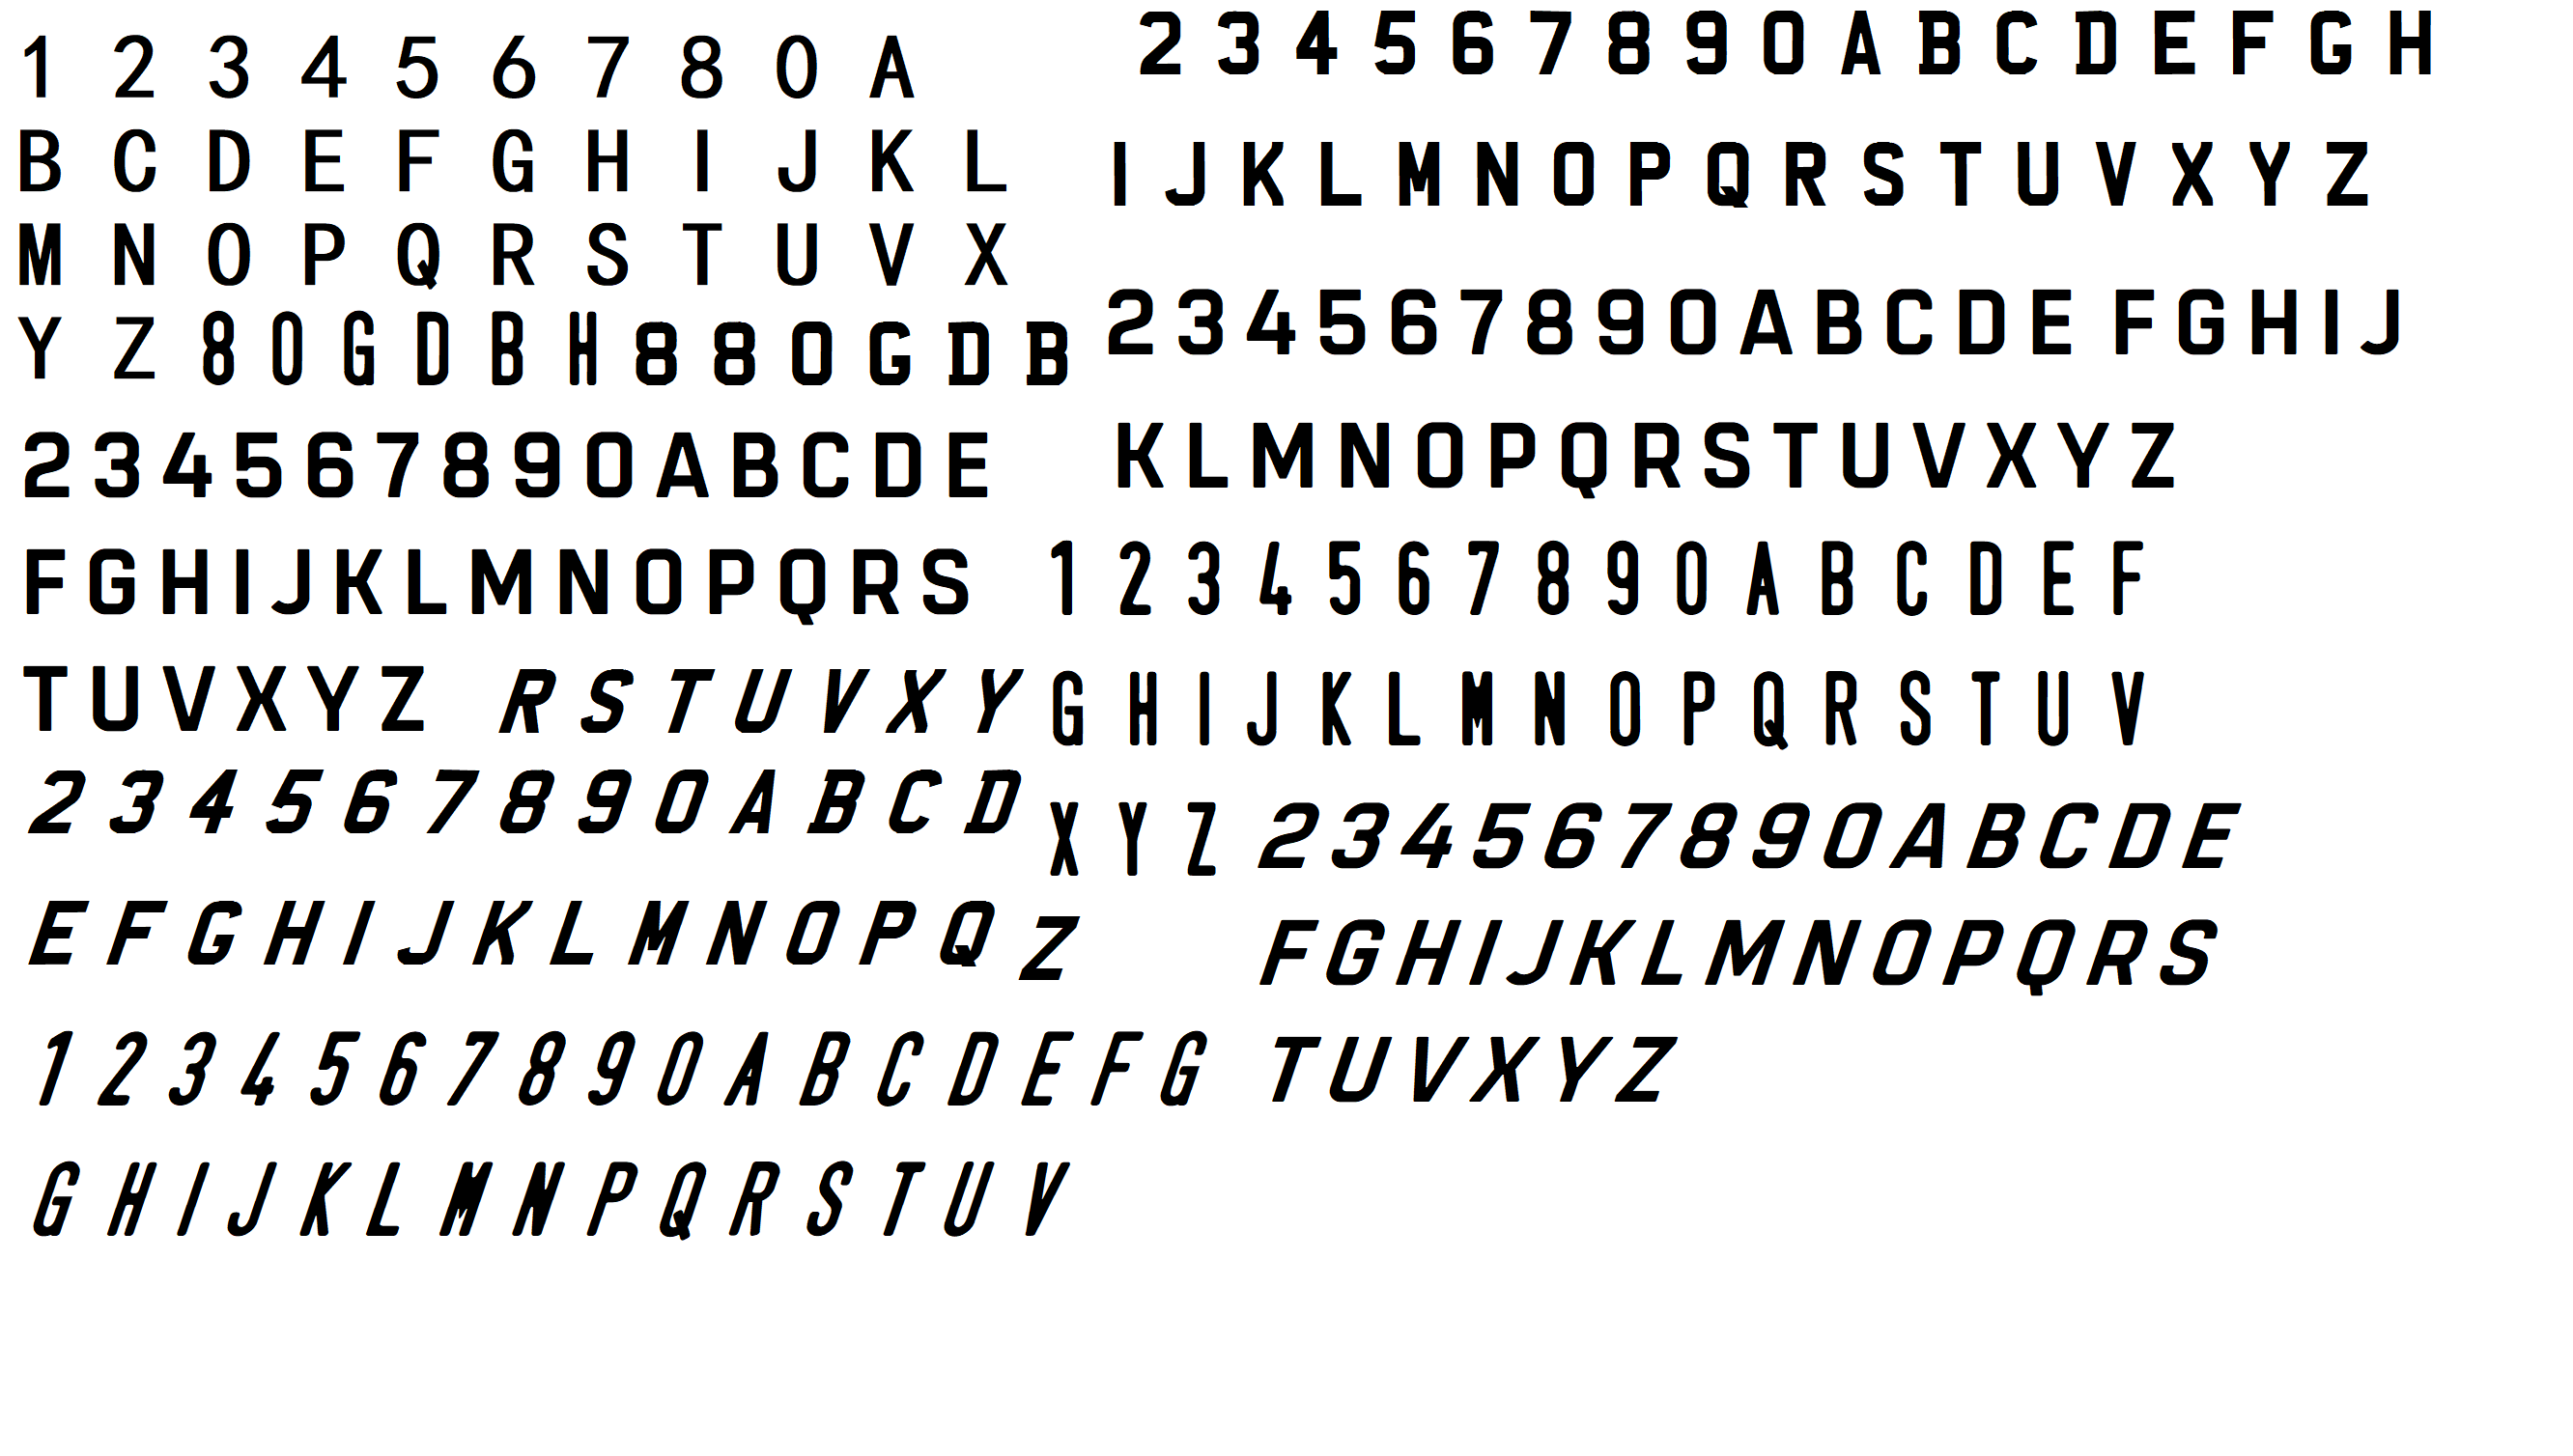 1 2 3 4 5 6 7 8 0 A
B C D E F G H I J K L
M N O P Q R S T U V X
Y Z 8 0 G D B H 8 8 0 G D B
2 3 4 5 6 7 8 9 0 A B C D E
F G H I J K L M N O P Q R S
T U V X Y Z R S T U V X Y
2 3 4 5 6 7 8 9 0 A B C D
E F G H I J K L M N O P Q Z
1 2 3 4 5 6 7 8 9 0 A B C D E F G
G H I J K L M N P Q R S T U V
2 3 4 5 6 7 8 9 0 A B C D E F G H
I J K L M N O P Q R S T U V X Y Z
2 3 4 5 6 7 8 9 0 A B C D E F G H I J
K L M N O P Q R S T U V X Y Z
1 2 3 4 5 6 7 8 9 0 A B C D E F
G H I J K L M N O P Q R S T U V
X Y Z 2 3 4 5 6 7 8 9 0 A B C D E
F G H I J K L M N O P Q R S
T U V X Y Z